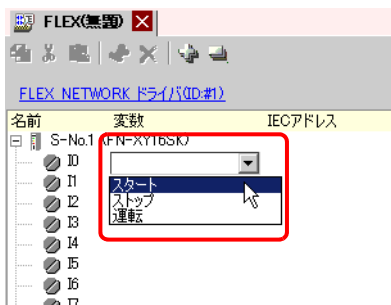 FLEX(無題)
FLEX NETWORK ドライバ(ID:#1)
名前 変数 IECアドレス
S-No.1 (FN-XY16SK)
I0
スタート
I1
ストップ
I2
運転
I3
I4
I5
I6
I7